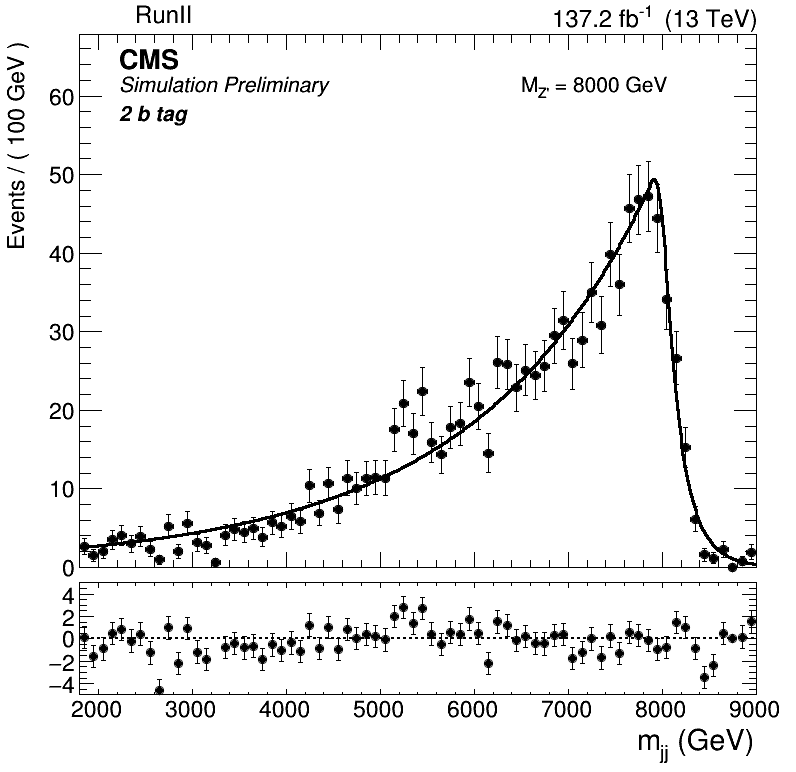 RunII
137.2 fb⁻¹ (13 TeV)
CMS
Simulation Preliminary
2 b tag
M_Z' = 8000 GeV
Events / ( 100 GeV )
60
50
40
30
20
10
0
4
2
0
−2
−4
2000 3000 4000 5000 6000 7000 8000 9000
m_jj (GeV)